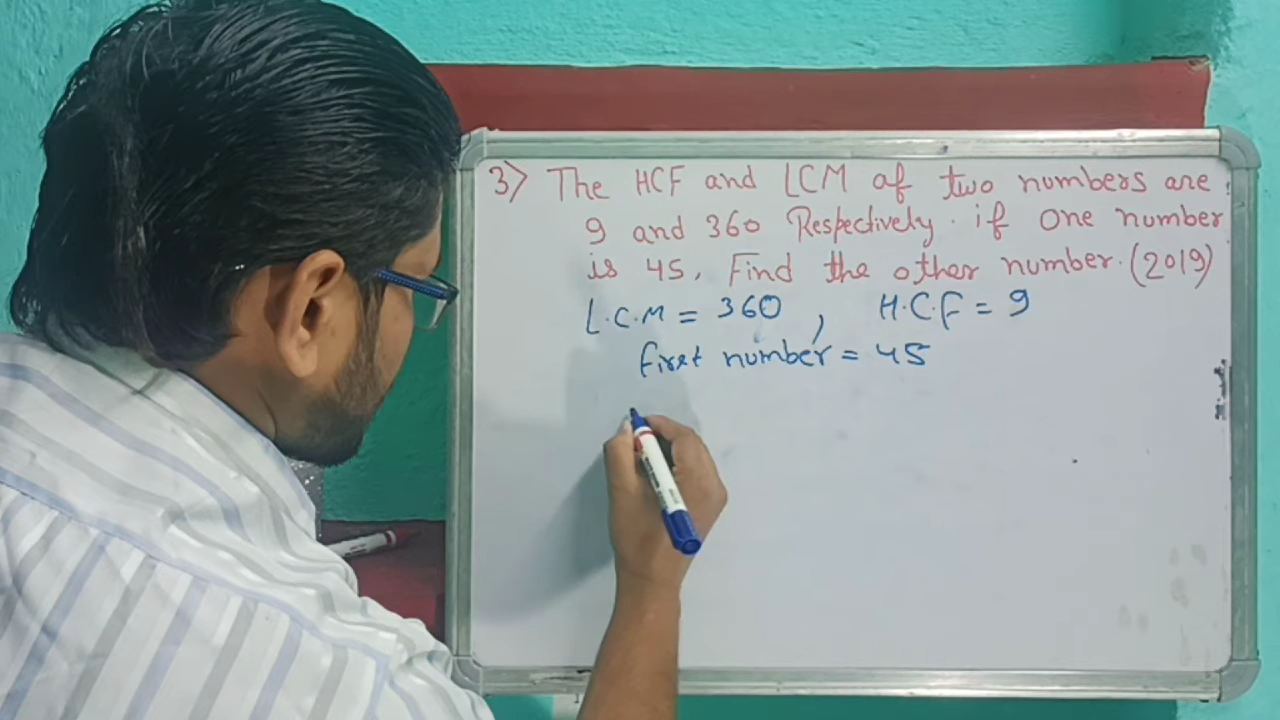 3) The HCF and LCM of two numbers are
9 and 360 Respectively. if one number
is 45. Find the other number. (2019)
L.C.M = 360 , H.C.F = 9
first number = 45